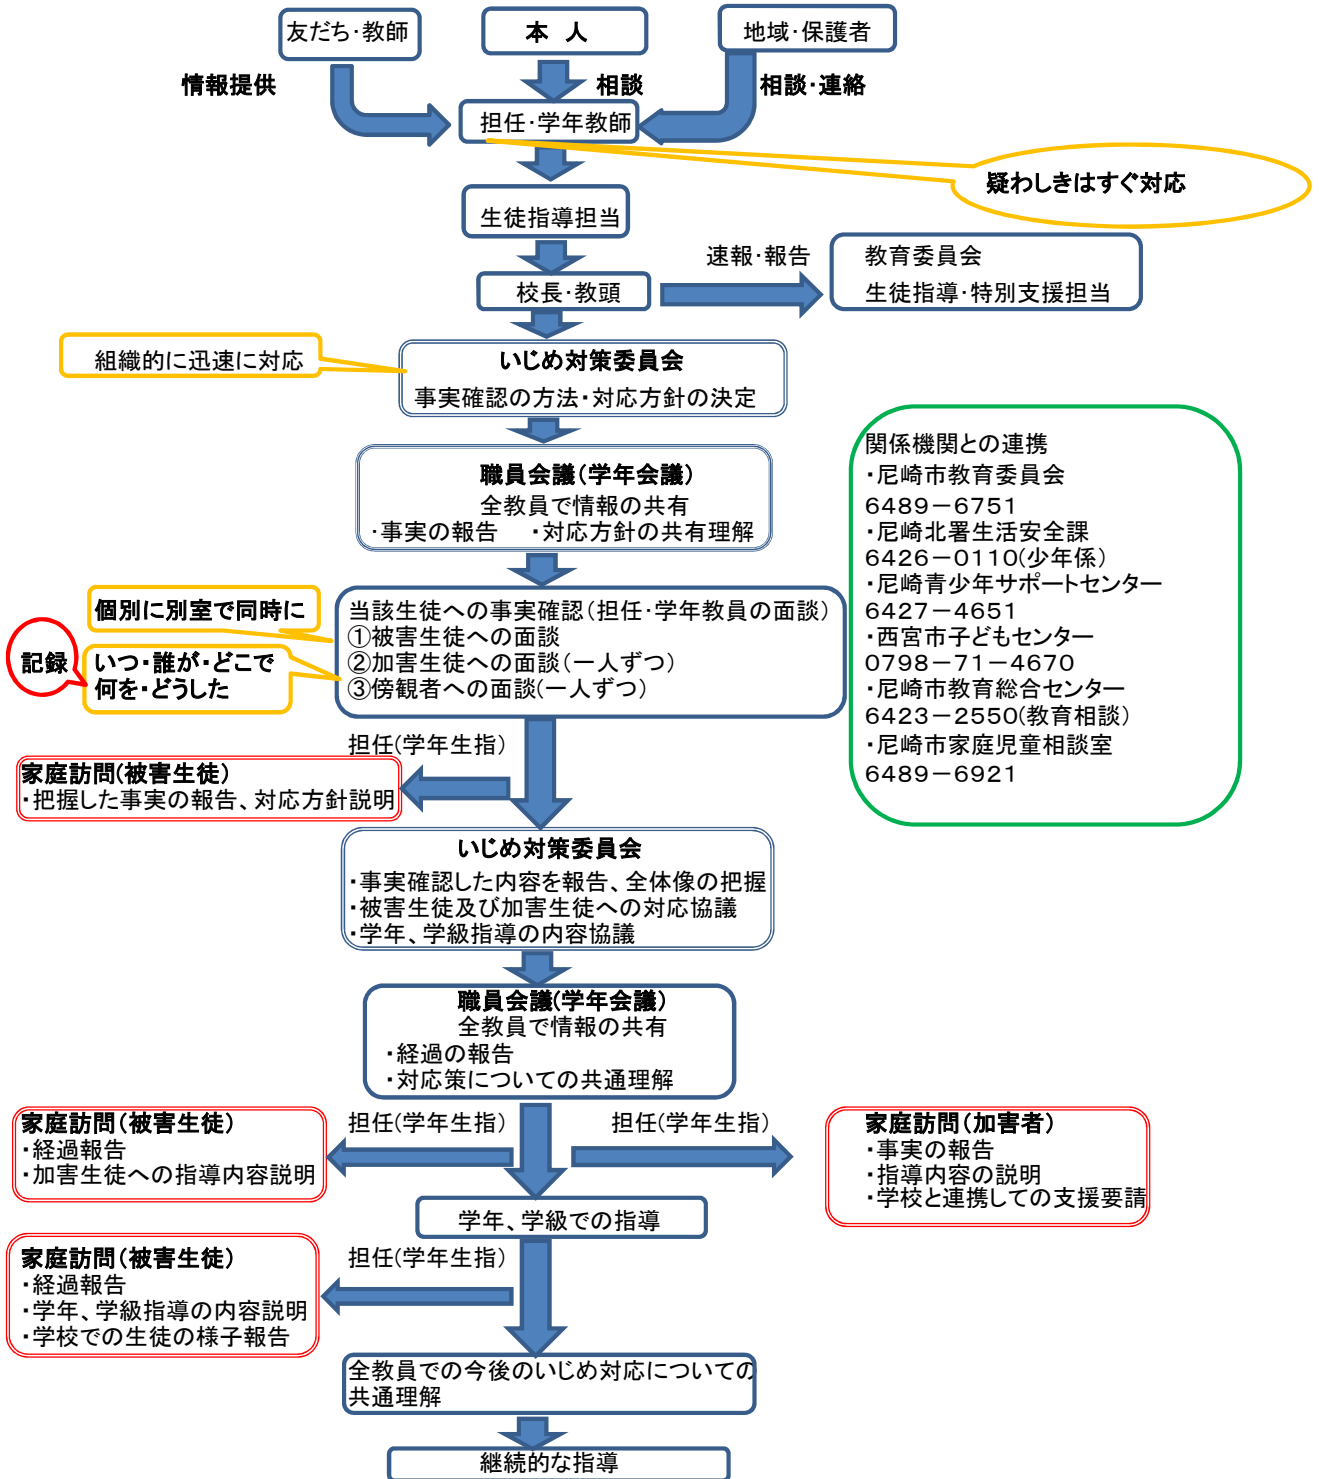 友だち・教師
本　人
地域・保護者
情報提供
相談
相談・連絡
担任・学年教師
疑わしきはすぐ対応
生徒指導担当
速報・報告
教育委員会
生徒指導・特別支援担当
校長・教頭
組織的に迅速に対応
いじめ対策委員会
事実確認の方法・対応方針の決定
職員会議(学年会議)
全教員で情報の共有
・事実の報告　・対応方針の共有理解
関係機関との連携
・尼崎市教育委員会
６４８９－６７５１
・尼崎北署生活安全課
６４２６－０１１０(少年係)
・尼崎青少年サポートセンター
６４２７－４６５１
・西宮市子どもセンター
０７９８－７１－４６７０
・尼崎市教育総合センター
６４２３－２５５０(教育相談)
・尼崎市家庭児童相談室
６４８９－６９２１
個別に別室で同時に
記録
いつ・誰が・どこで
何を・どうした
当該生徒への事実確認(担任・学年教員の面談)
①被害生徒への面談
②加害生徒への面談(一人ずつ)
③傍観者への面談(一人ずつ)
担任(学年生指)
家庭訪問(被害生徒)
・把握した事実の報告、対応方針説明
いじめ対策委員会
・事実確認した内容を報告、全体像の把握
・被害生徒及び加害生徒への対応協議
・学年、学級指導の内容協議
職員会議(学年会議)
全教員で情報の共有
・経過の報告
・対応策についての共通理解
家庭訪問(被害生徒)
・経過報告
・加害生徒への指導内容説明
担任(学年生指)
担任(学年生指)
家庭訪問(加害者)
・事実の報告
・指導内容の説明
・学校と連携しての支援要請
学年、学級での指導
家庭訪問(被害生徒)
・経過報告
・学年、学級指導の内容説明
・学校での生徒の様子報告
担任(学年生指)
全教員での今後のいじめ対応についての
共通理解
継続的な指導